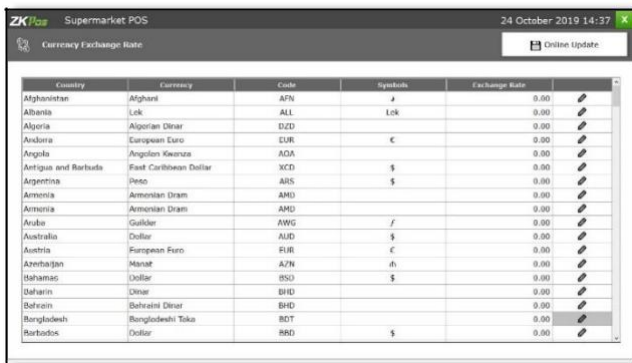 ZKPos Supermarket POS 24 October 2019 14:37 X
Currency Exchange Rate Online Update
Country Currency Code Symbols Exchange Rate
Afghanistan Afghani AFN ؋ 0.00
Albania Lek ALL Lek 0.00
Algeria Algerian Dinar DZD 0.00
Andorra European Euro EUR € 0.00
Angola Angolan Kwanza AOA 0.00
Antigua and Barbuda East Caribbean Dollar XCD $ 0.00
Argentina Peso ARS $ 0.00
Armenia Armenian Dram AMD 0.00
Armenia Armenian Dram AMD 0.00
Aruba Guilder AWG ƒ 0.00
Australia Dollar AUD $ 0.00
Austria European Euro EUR € 0.00
Azerbaijan Manat AZN 0.00
Bahamas Dollar BSD $ 0.00
Baharin Dinar BHD 0.00
Bahrain Bahraini Dinar BHD 0.00
Bangladesh Bangladeshi Taka BDT 0.00
Barbados Dollar BBD $ 0.00